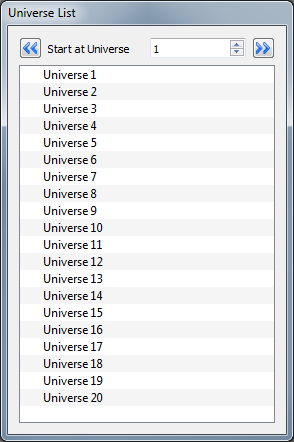 Universe List
Start at Universe 1
Universe 1
Universe 2
Universe 3
Universe 4
Universe 5
Universe 6
Universe 7
Universe 8
Universe 9
Universe 10
Universe 11
Universe 12
Universe 13
Universe 14
Universe 15
Universe 16
Universe 17
Universe 18
Universe 19
Universe 20